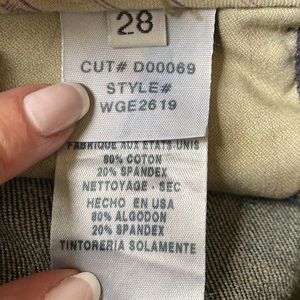 28
CUT# D00069
STYLE#
WGE2619
FABRIQUE AUX ETATS UNIS
80% COTON
20% SPANDEX
NETTOYAGE - SEC
HECHO EN USA
80% ALGODON
20% SPANDEX
TINTORERIA SOLAMENTE